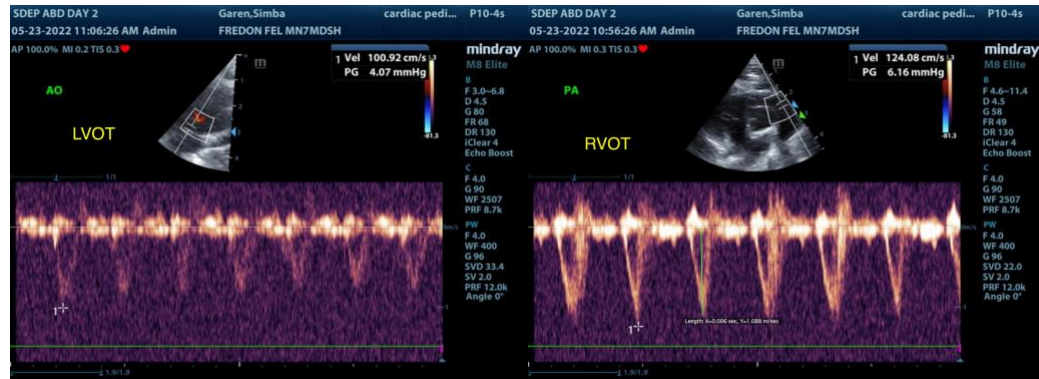 SDEP ABD DAY 2 Garen,Simba cardiac pedi... P10-4s
05-23-2022 11:06:26 AM Admin FREDON FEL MN7MDSH
AP 100.0% MI 0.2 TIS 0.3
1 Vel 100.92 cm/s
PG 4.07 mmHg
mindray
M8 Elite
AO
LVOT
B
F 3.0~6.8
D 4.5
G 80
FR 68
DR 130
iClear 4
Echo Boost
C
F 4.0
G 90
WF 2507
PRF 8.7k
PW
F 4.0
WF 400
G 96
SVD 33.4
SV 2.0
PRF 12.0k
Angle 0°
-81.3
1/1
1
1.9/1.9
SDEP ABD DAY 2 Garen,Simba cardiac pedi... P10-4s
05-23-2022 10:56:26 AM Admin FREDON FEL MN7MDSH
AP 100.0% MI 0.3 TIS 0.3
1 Vel 124.08 cm/s
PG 6.16 mmHg
mindray
M8 Elite
PA
RVOT
B
F 4.6~11.4
D 4.5
G 58
FR 49
DR 130
iClear 4
Echo Boost
C
F 4.0
G 90
WF 2507
PRF 8.7k
PW
F 4.0
WF 400
G 96
SVD 22.0
SV 2.0
PRF 12.0k
Angle 0°
-81.3
1/1
Length: X=0.006 sec, Y=1.088 m/sec
1
1.9/1.9